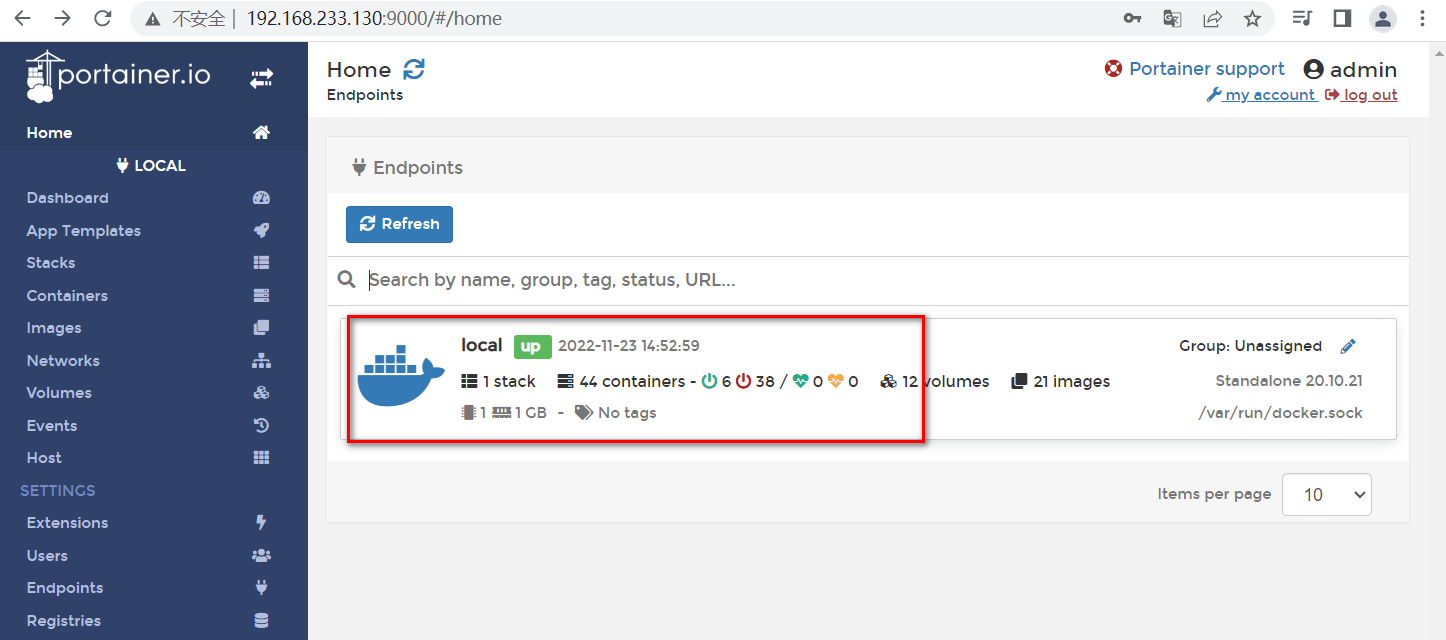 不安全 | 192.168.233.130:9000/#/home
portainer.io
Home
LOCAL
Dashboard
App Templates
Stacks
Containers
Images
Networks
Volumes
Events
Host
SETTINGS
Extensions
Users
Endpoints
Registries
Home
Endpoints
Portainer support admin
my account log out
Endpoints
Refresh
Search by name, group, tag, status, URL...
local up 2022-11-23 14:52:59 Group: Unassigned
1 stack 44 containers - 6 38 / 0 0 12 volumes 21 images Standalone 20.10.21
1 1 GB - No tags /var/run/docker.sock
Items per page 10